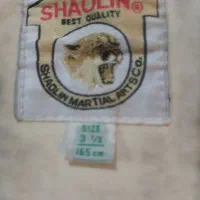 SHAOLIN®
BEST QUALITY
SHAOLIN MARTIAL ARTS Co.
SIZE
3 1/2
165 cm